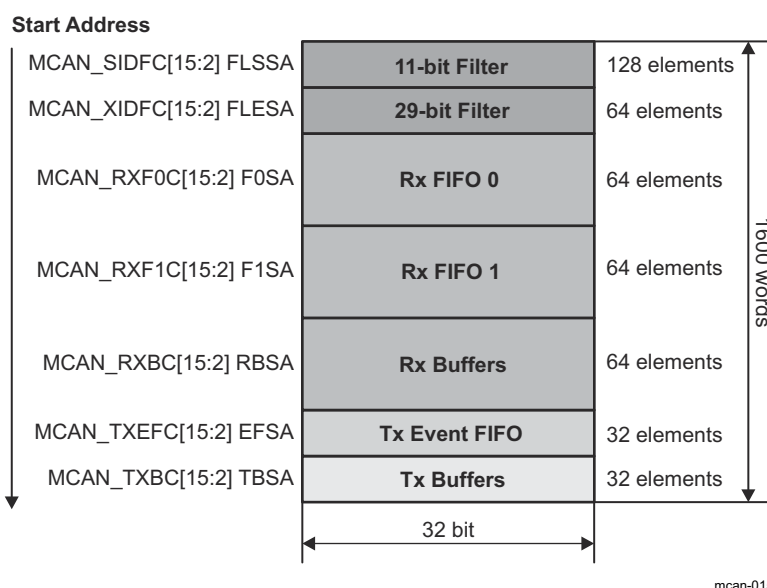 Start Address
MCAN_SIDFC[15:2] FLSSA 11-bit Filter 128 elements
MCAN_XIDFC[15:2] FLESA 29-bit Filter 64 elements
MCAN_RXF0C[15:2] F0SA Rx FIFO 0 64 elements
MCAN_RXF1C[15:2] F1SA Rx FIFO 1 64 elements
1600 words
MCAN_RXBC[15:2] RBSA Rx Buffers 64 elements
MCAN_TXEFC[15:2] EFSA Tx Event FIFO 32 elements
MCAN_TXBC[15:2] TBSA Tx Buffers 32 elements
32 bit
mcan-01